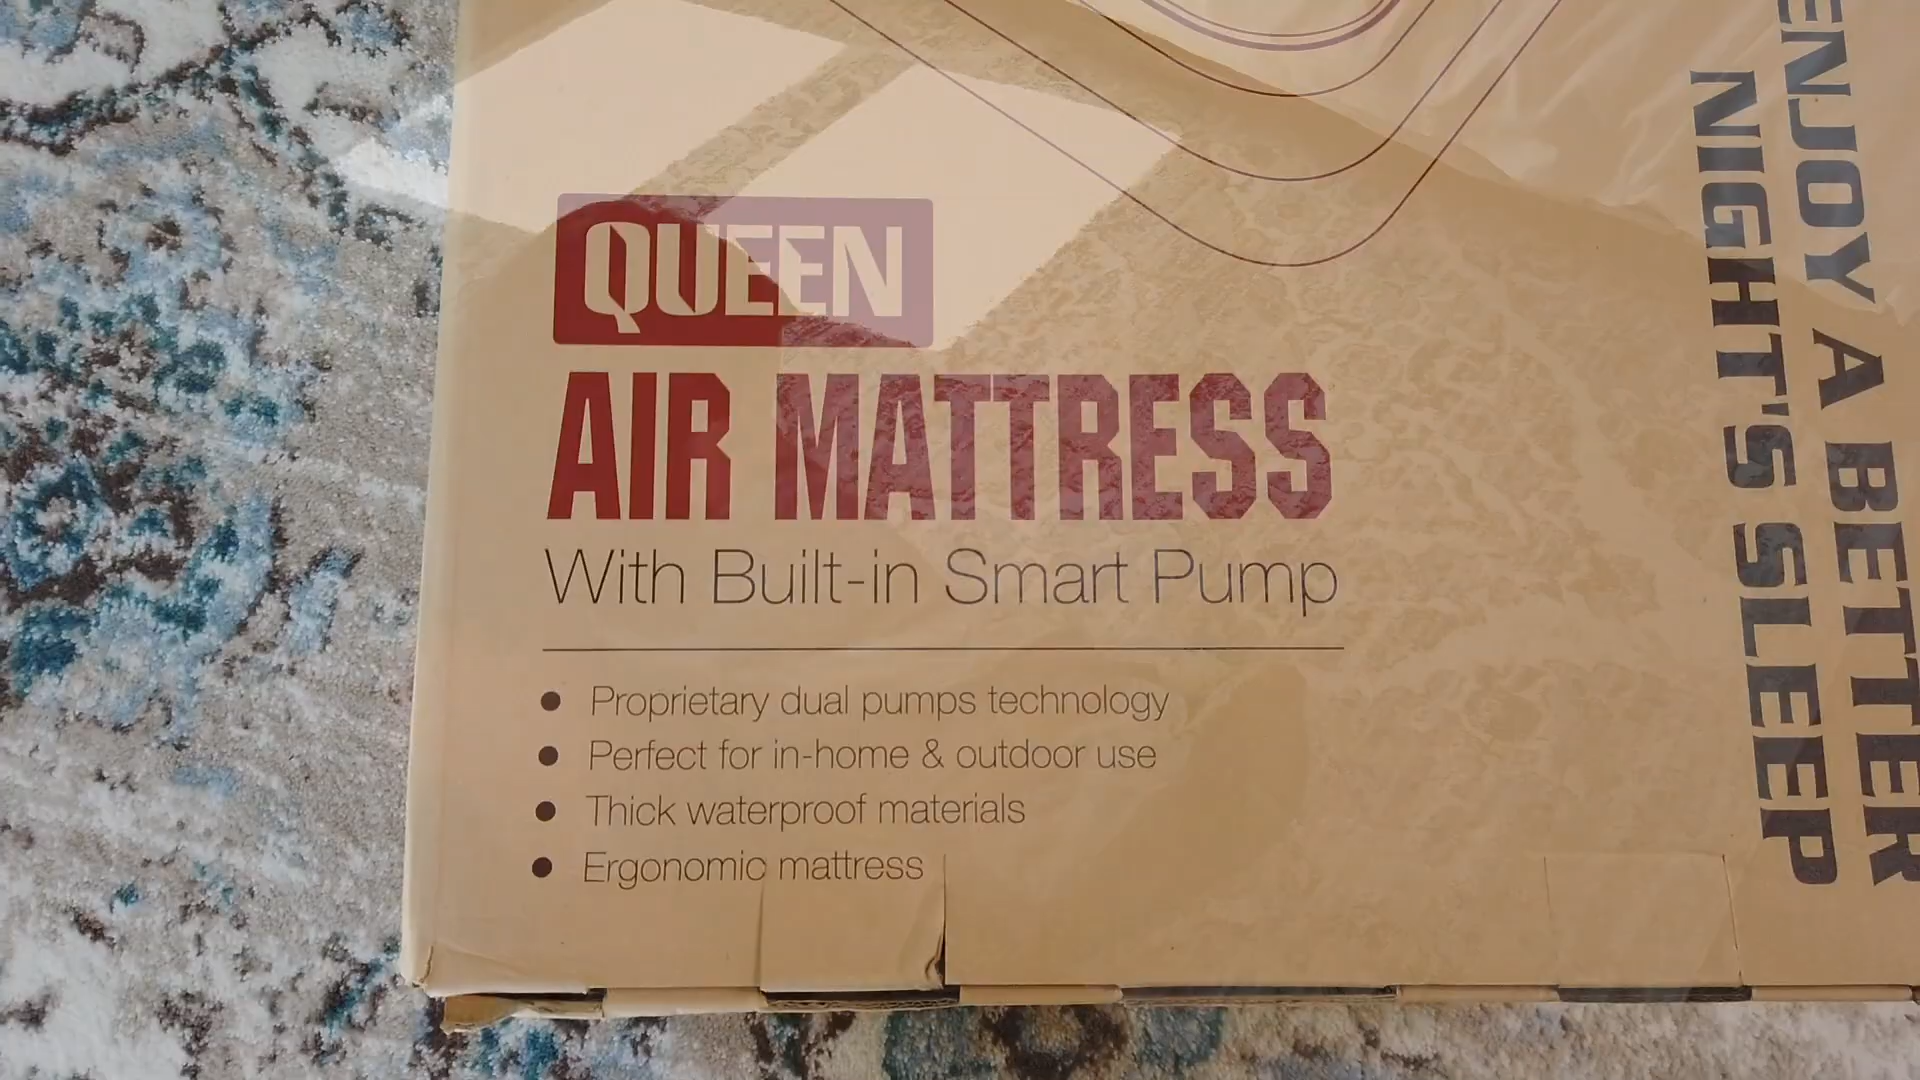 QUEEN
AIR MATTRESS
With Built-in Smart Pump
● Proprietary dual pumps technology
● Perfect for in-home & outdoor use
● Thick waterproof materials
● Ergonomic mattress
ENJOY A BETTER
NIGHT'S SLEEP